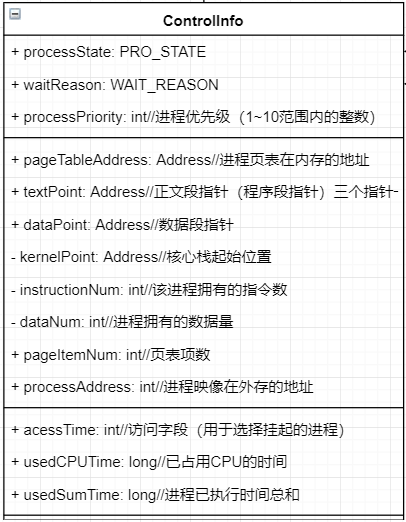 ControlInfo
+ processState: PRO_STATE
+ waitReason: WAIT_REASON
+ processPriority: int//进程优先级（1~10范围内的整数）
+ pageTableAddress: Address//进程页表在内存的地址
+ textPoint: Address//正文段指针（程序段指针）三个指针
+ dataPoint: Address//数据段指针
- kernelPoint: Address//核心栈起始位置
- instructionNum: int//该进程拥有的指令数
- dataNum: int//进程拥有的数据量
+ pageItemNum: int//页表项数
+ processAddress: int//进程映像在外存的地址
+ acessTime: int//访问字段（用于选择挂起的进程）
+ usedCPUTime: long//已占用CPU的时间
+ usedSumTime: long//进程已执行时间总和